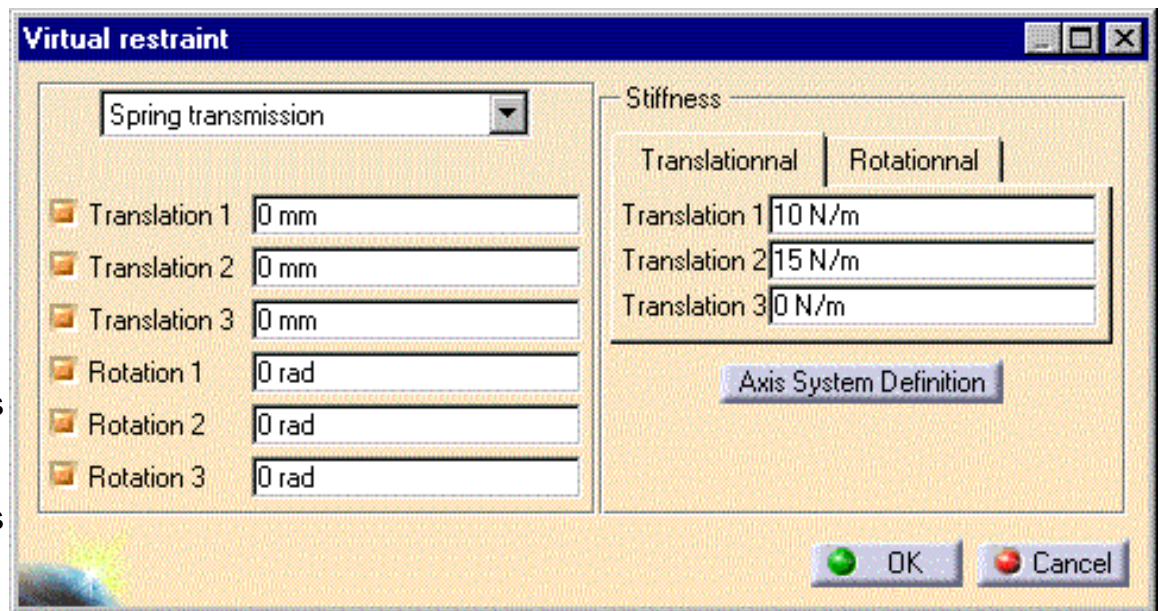 Virtual restraint
Spring transmission
Translation 1 0 mm
Translation 2 0 mm
Translation 3 0 mm
Rotation 1 0 rad
Rotation 2 0 rad
Rotation 3 0 rad
Stiffness
Translationnal Rotationnal
Translation 1 10 N/m
Translation 2 15 N/m
Translation 3 0 N/m
Axis System Definition
OK Cancel
s
s